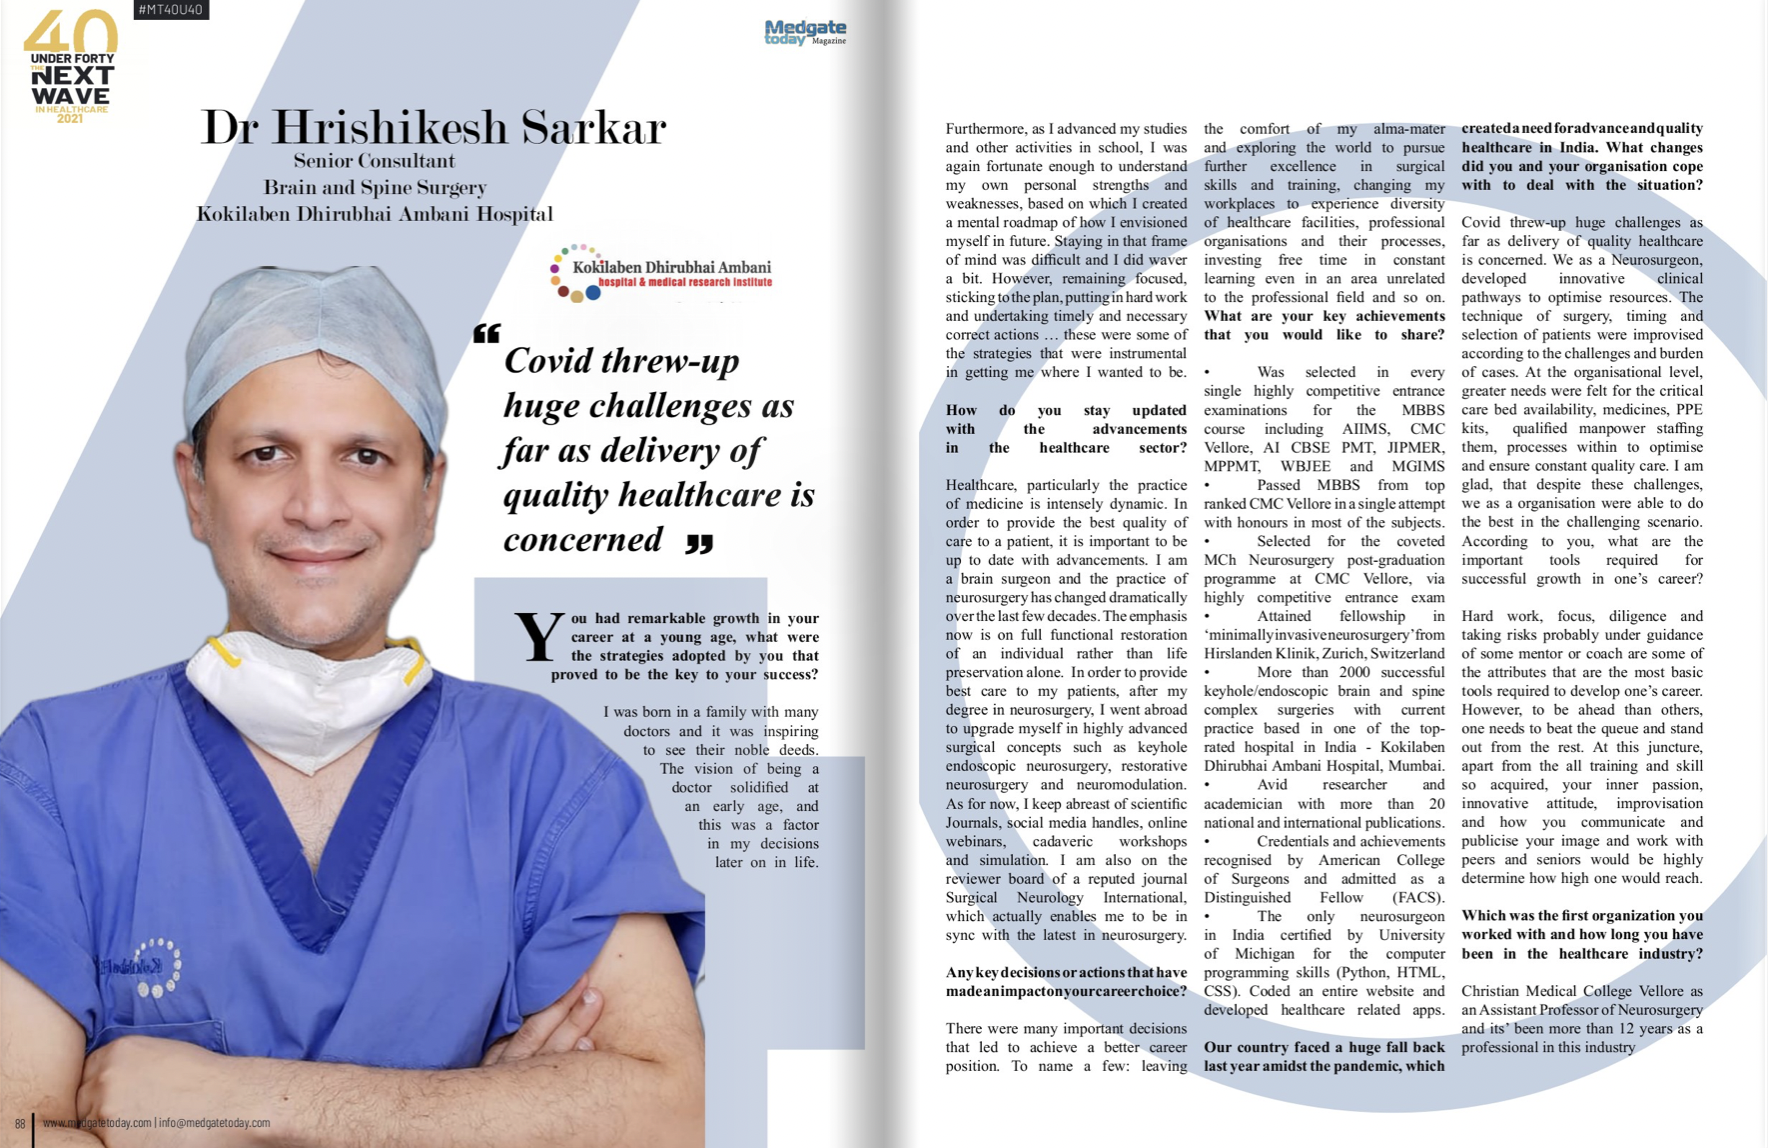 #MT40U40
40
UNDER FORTY
THE
NEXT
WAVE
IN HEALTHCARE
2021
Medgate
today Magazine
Dr Hrishikesh Sarkar
Senior Consultant
Brain and Spine Surgery
Kokilaben Dhirubhai Ambani Hospital
Kokilaben Dhirubhai Ambani
hospital & medical research institute
“ Covid threw-up
huge challenges as
far as delivery of
quality healthcare is
concerned ”
You had remarkable growth in your
career at a young age, what were
the strategies adopted by you that
proved to be the key to your success?
I was born in a family with many
doctors and it was inspiring
to see their noble deeds.
The vision of being a
doctor solidified at
an early age, and
this was a factor
in my decisions
later on in life.
88 www.medgatetoday.com | info@medgatetoday.com
Furthermore, as I advanced my studies
and other activities in school, I was
again fortunate enough to understand
my own personal strengths and
weaknesses, based on which I created
a mental roadmap of how I envisioned
myself in future. Staying in that frame
of mind was difficult and I did waver
a bit. However, remaining focused,
sticking to the plan, putting in hard work
and undertaking timely and necessary
correct actions … these were some of
the strategies that were instrumental
in getting me where I wanted to be.
How do you stay updated
with the advancements
in the healthcare sector?
Healthcare, particularly the practice
of medicine is intensely dynamic. In
order to provide the best quality of
care to a patient, it is important to be
up to date with advancements. I am
a brain surgeon and the practice of
neurosurgery has changed dramatically
over the last few decades. The emphasis
now is on full functional restoration
of an individual rather than life
preservation alone. In order to provide
best care to my patients, after my
degree in neurosurgery, I went abroad
to upgrade myself in highly advanced
surgical concepts such as keyhole
endoscopic neurosurgery, restorative
neurosurgery and neuromodulation.
As for now, I keep abreast of scientific
Journals, social media handles, online
webinars, cadaveric workshops
and simulation. I am also on the
reviewer board of a reputed journal
Surgical Neurology International,
which actually enables me to be in
sync with the latest in neurosurgery.
Any key decisions or actions that have
made an impact on your career choice?
There were many important decisions
that led to achieve a better career
position. To name a few: leaving
the comfort of my alma-mater
and exploring the world to pursue
further excellence in surgical
skills and training, changing my
workplaces to experience diversity
of healthcare facilities, professional
organisations and their processes,
investing free time in constant
learning even in an area unrelated
to the professional field and so on.
What are your key achievements
that you would like to share?
• Was selected in every
single highly competitive entrance
examinations for the MBBS
course including AIIMS, CMC
Vellore, AI CBSE PMT, JIPMER,
MPPMT, WBJEE and MGIMS
• Passed MBBS from top
ranked CMC Vellore in a single attempt
with honours in most of the subjects.
• Selected for the coveted
MCh Neurosurgery post-graduation
programme at CMC Vellore, via
highly competitive entrance exam
• Attained fellowship in
‘minimally invasive neurosurgery’ from
Hirslanden Klinik, Zurich, Switzerland
• More than 2000 successful
keyhole/endoscopic brain and spine
complex surgeries with current
practice based in one of the top-
rated hospital in India - Kokilaben
Dhirubhai Ambani Hospital, Mumbai.
• Avid researcher and
academician with more than 20
national and international publications.
• Credentials and achievements
recognised by American College
of Surgeons and admitted as a
Distinguished Fellow (FACS).
• The only neurosurgeon
in India certified by University
of Michigan for the computer
programming skills (Python, HTML,
CSS). Coded an entire website and
developed healthcare related apps.
Our country faced a huge fall back
last year amidst the pandemic, which
created a need for advance and quality
healthcare in India. What changes
did you and your organisation cope
with to deal with the situation?
Covid threw-up huge challenges as
far as delivery of quality healthcare
is concerned. We as a Neurosurgeon,
developed innovative clinical
pathways to optimise resources. The
technique of surgery, timing and
selection of patients were improvised
according to the challenges and burden
of cases. At the organisational level,
greater needs were felt for the critical
care bed availability, medicines, PPE
kits, qualified manpower staffing
them, processes within to optimise
and ensure constant quality care. I am
glad, that despite these challenges,
we as a organisation were able to do
the best in the challenging scenario.
According to you, what are the
important tools required for
successful growth in one’s career?
Hard work, focus, diligence and
taking risks probably under guidance
of some mentor or coach are some of
the attributes that are the most basic
tools required to develop one’s career.
However, to be ahead than others,
one needs to beat the queue and stand
out from the rest. At this juncture,
apart from the all training and skill
so acquired, your inner passion,
innovative attitude, improvisation
and how you communicate and
publicise your image and work with
peers and seniors would be highly
determine how high one would reach.
Which was the first organization you
worked with and how long you have
been in the healthcare industry?
Christian Medical College Vellore as
an Assistant Professor of Neurosurgery
and its’ been more than 12 years as a
professional in this industry